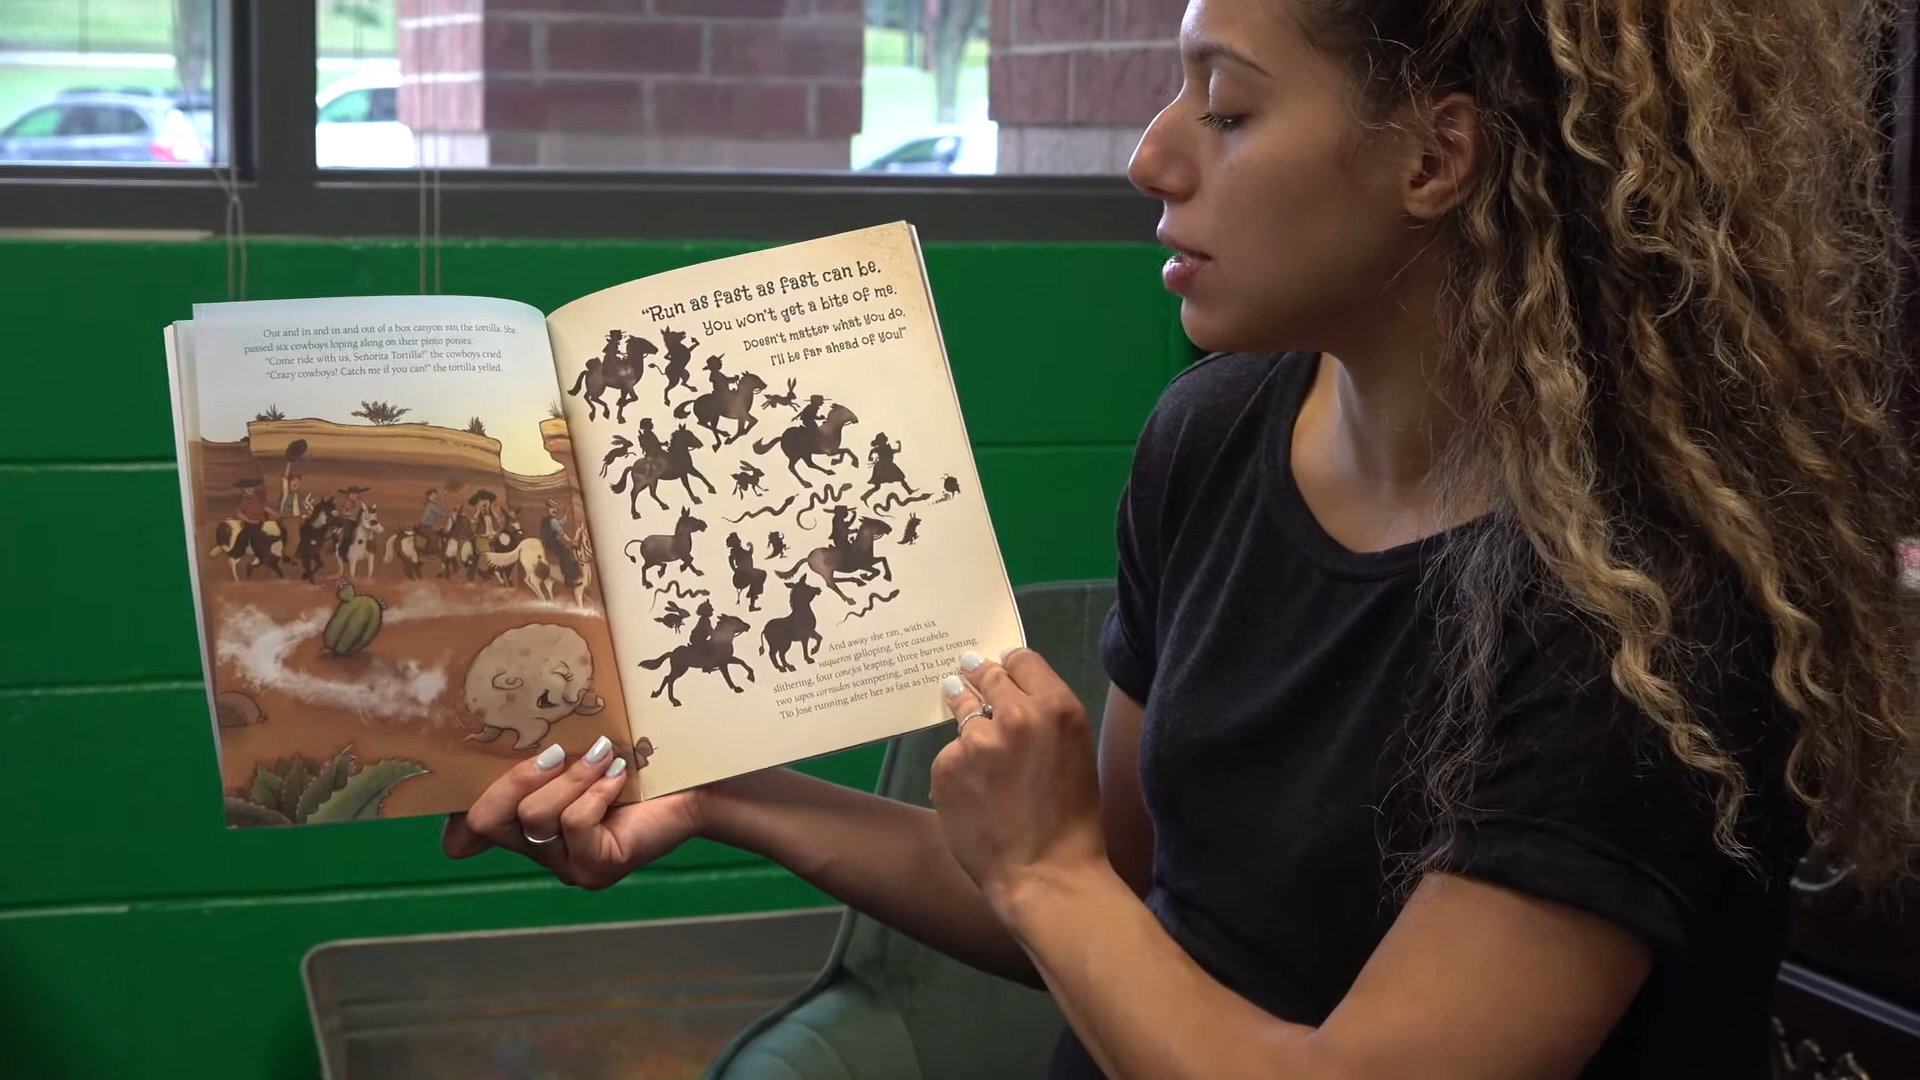 Out and in and in and out of a box canyon ran the tortilla. She
passed six cowboys loping along on their pinto ponies.
"Come ride with us, Señorita Tortilla!" the cowboys cried
"Crazy cowboys! Catch me if you can!" the tortilla yelled.
"Run as fast as fast can be.
You won't get a bite of me.
Doesn't matter what you do.
I'll be far ahead of you!"
And away she ran, with six
vaqueros galloping, five cascabeles
slithering, four conejos leaping, three burros trotting,
two sapos cornudos scampering, and Tía Lupe
Tío José running after her as fast as they could